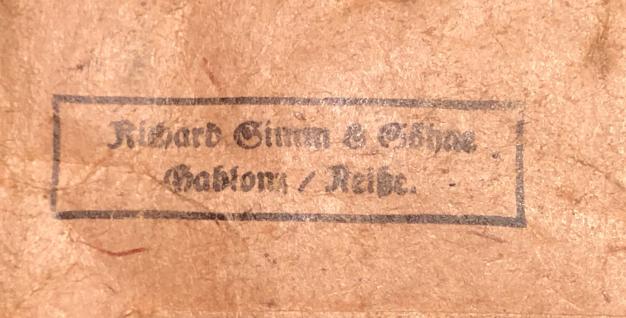 Richard Simm & Söhne
Gablonz / Neiße.